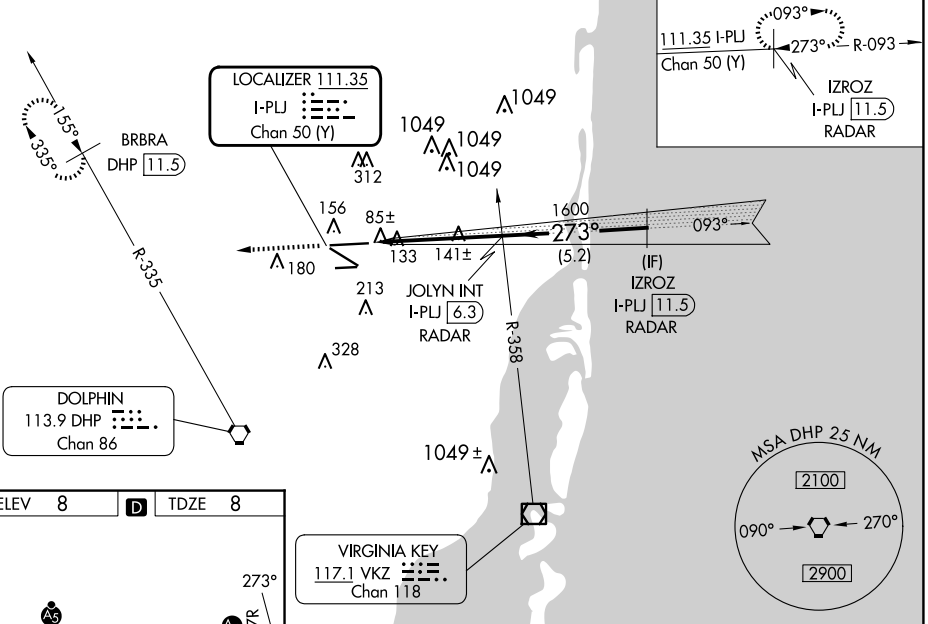 093°
111.35 I-PLJ
Chan 50 (Y)
273°
R-093
IZROZ
I-PLJ 11.5
RADAR
LOCALIZER 111.35
I-PLJ
Chan 50 (Y)
155°
335°
BRBRA
DHP 11.5
R-335
1049
1049
1049
312
156
85±
133
141±
180
213
328
1600
273°
(5.2)
093°
JOLYN INT
I-PLJ 6.3
RADAR
(IF)
IZROZ
I-PLJ 11.5
RADAR
R-358
DOLPHIN
113.9 DHP
Chan 86
1049±
VIRGINIA KEY
117.1 VKZ
Chan 118
MSA DHP 25 NM
2100
090°
270°
2900
ELEV 8
D
TDZE 8
273°
A5
7R